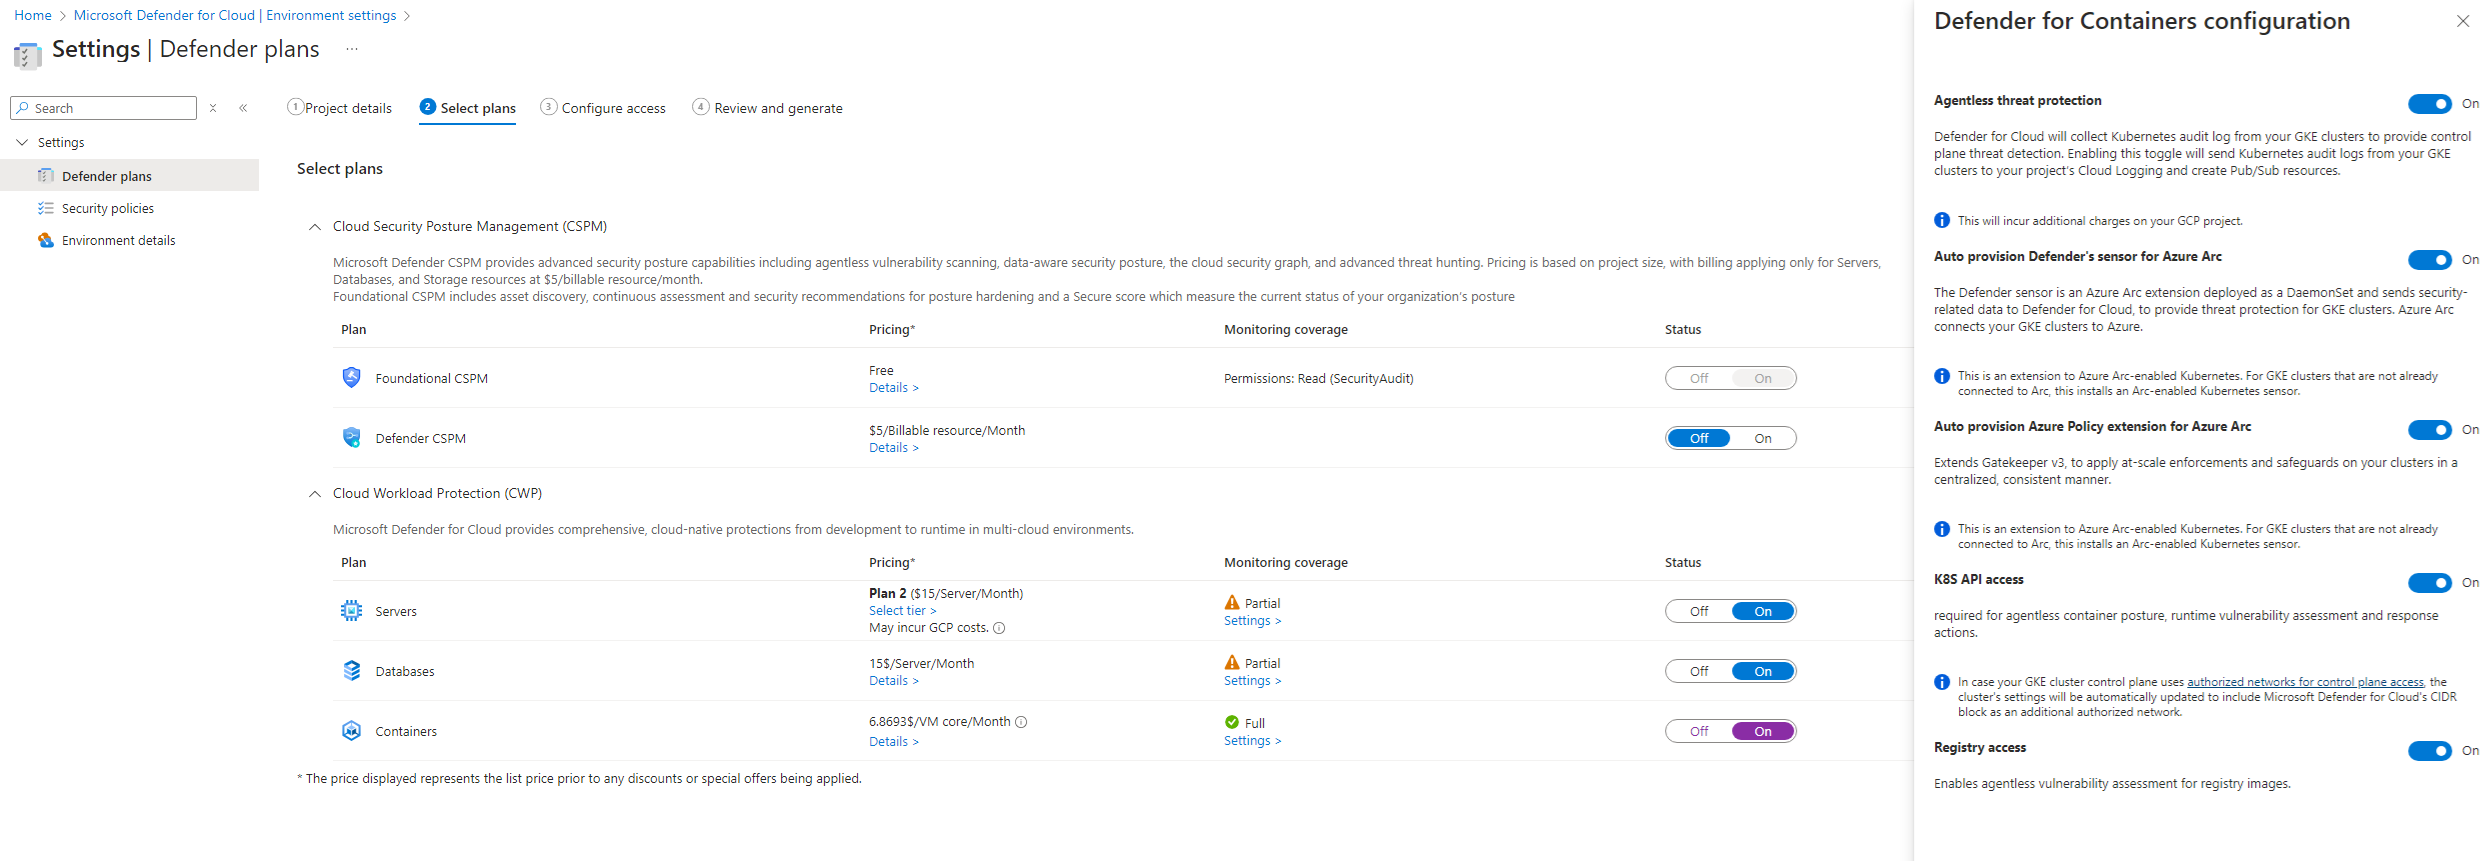 Home > Microsoft Defender for Cloud | Environment settings >
Settings | Defender plans ...
Search
Settings
Defender plans
Security policies
Environment details
1 Project details 2 Select plans 3 Configure access 4 Review and generate
Select plans
Cloud Security Posture Management (CSPM)
Microsoft Defender CSPM provides advanced security posture capabilities including agentless vulnerability scanning, data-aware security posture, the cloud security graph, and advanced threat hunting. Pricing is based on project size, with billing applying only for Servers,
Databases, and Storage resources at $5/billable resource/month.
Foundational CSPM includes asset discovery, continuous assessment and security recommendations for posture hardening and a Secure score which measure the current status of your organization's posture
Plan Pricing* Monitoring coverage Status
Foundational CSPM
Free
Details >
Permissions: Read (SecurityAudit)
Off On
Defender CSPM
$5/Billable resource/Month
Details >
Off On
Cloud Workload Protection (CWP)
Microsoft Defender for Cloud provides comprehensive, cloud-native protections from development to runtime in multi-cloud environments.
Plan Pricing* Monitoring coverage Status
Servers
Plan 2 ($15/Server/Month)
Select tier >
May incur GCP costs.
Partial
Settings >
Off On
Databases
15$/Server/Month
Details >
Partial
Settings >
Off On
Containers
6.8693$/VM core/Month
Details >
Full
Settings >
Off On
* The price displayed represents the list price prior to any discounts or special offers being applied.
Defender for Containers configuration
Agentless threat protection On
Defender for Cloud will collect Kubernetes audit log from your GKE clusters to provide control
plane threat detection. Enabling this toggle will send Kubernetes audit logs from your GKE
clusters to your project's Cloud Logging and create Pub/Sub resources.
This will incur additional charges on your GCP project.
Auto provision Defender's sensor for Azure Arc On
The Defender sensor is an Azure Arc extension deployed as a DaemonSet and sends security-
related data to Defender for Cloud, to provide threat protection for GKE clusters. Azure Arc
connects your GKE clusters to Azure.
This is an extension to Azure Arc-enabled Kubernetes. For GKE clusters that are not already
connected to Arc, this installs an Arc-enabled Kubernetes sensor.
Auto provision Azure Policy extension for Azure Arc On
Extends Gatekeeper v3, to apply at-scale enforcements and safeguards on your clusters in a
centralized, consistent manner.
This is an extension to Azure Arc-enabled Kubernetes. For GKE clusters that are not already
connected to Arc, this installs an Arc-enabled Kubernetes sensor.
K8S API access On
required for agentless container posture, runtime vulnerability assessment and response
actions.
In case your GKE cluster control plane uses authorized networks for control plane access, the
cluster's settings will be automatically updated to include Microsoft Defender for Cloud's CIDR
block as an additional authorized network.
Registry access On
Enables agentless vulnerability assessment for registry images.